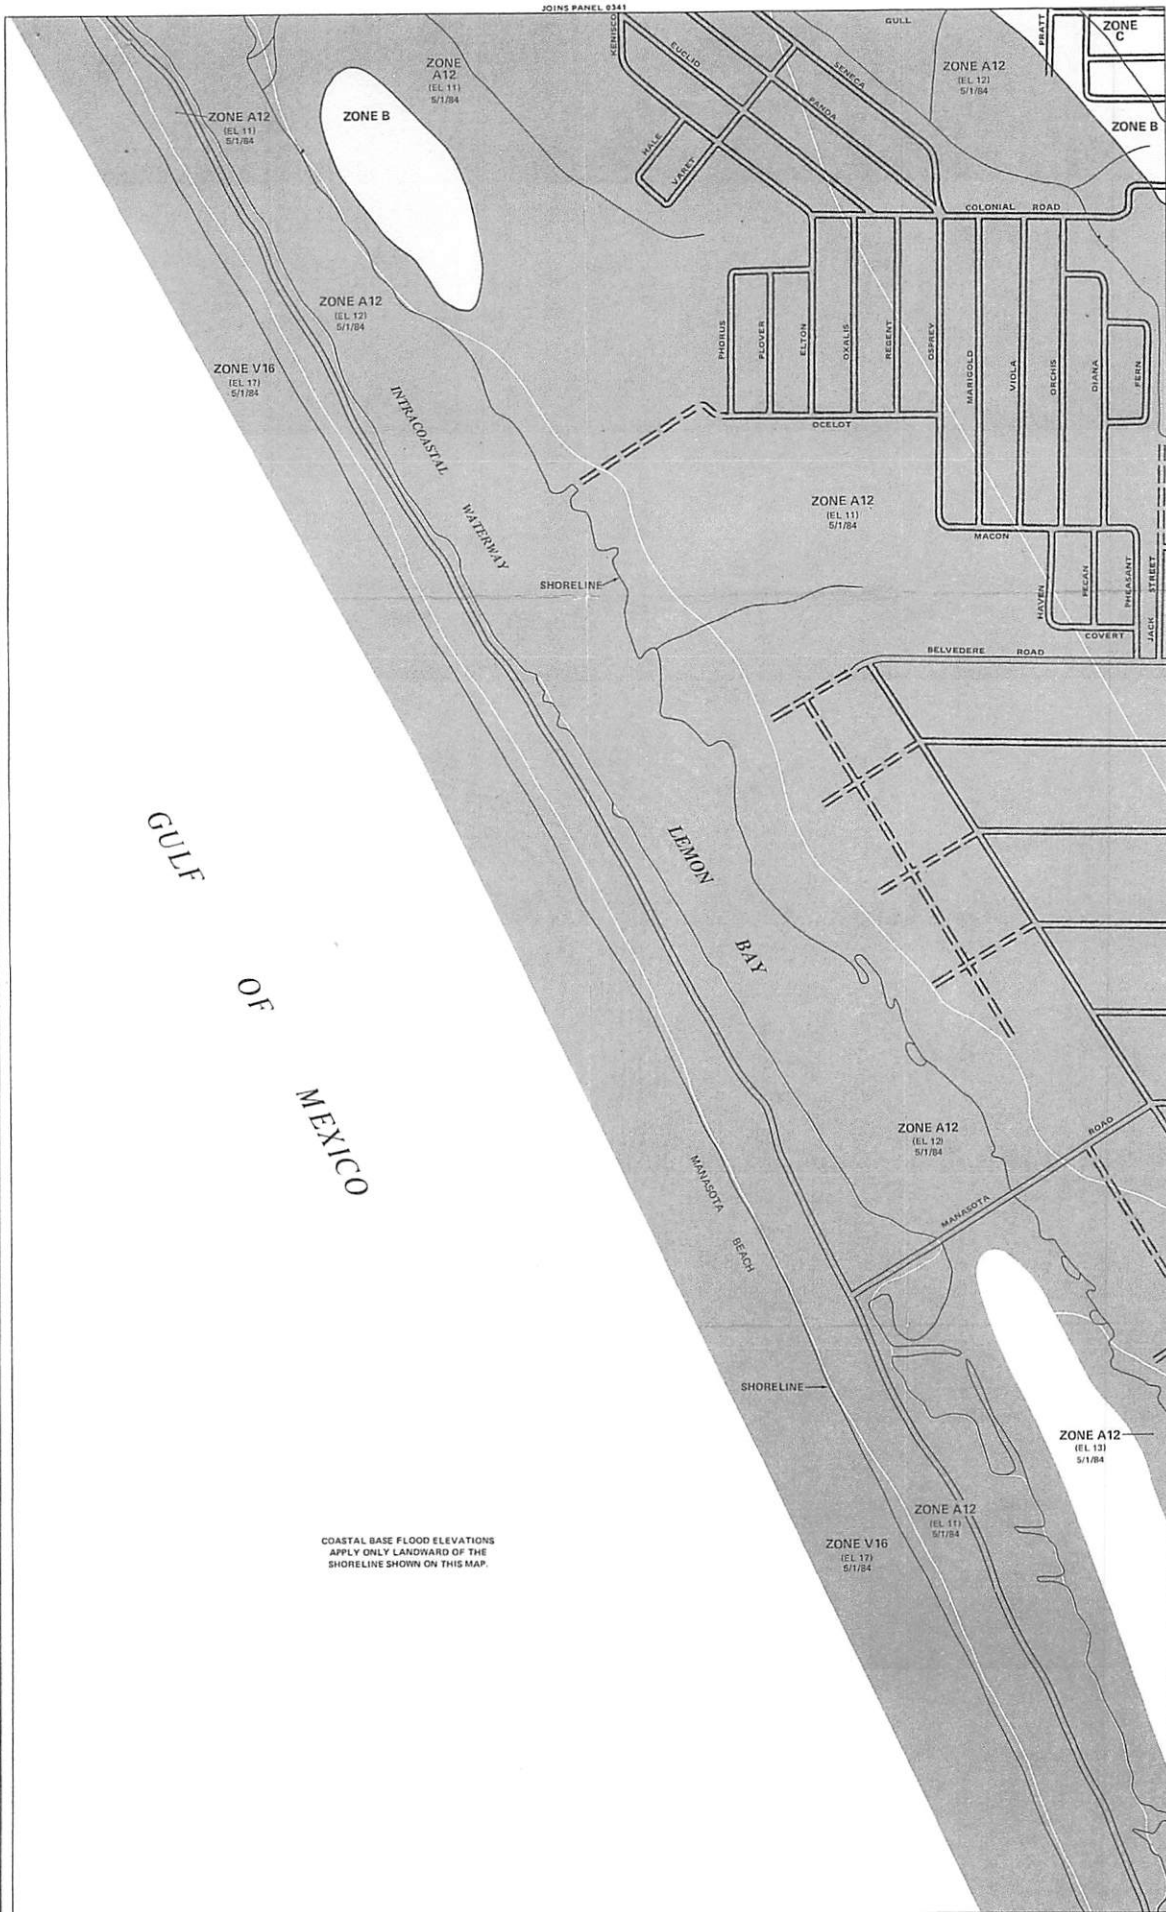 JOINS PANEL 0341
KENISCO
EUCLID
SENECA
PANDA
HALE
VARET
GULL
PRATT
ZONE
C
ZONE A12
(EL 12)
5/1/84
ZONE B
ZONE
A12
(EL 11)
5/1/84
ZONE B
ZONE A12
(EL 11)
5/1/84
COLONIAL ROAD
ZONE A12
(EL 12)
5/1/84
ZONE V16
(EL 17)
5/1/84
PHORUS
PLOVER
ELTON
OXALIS
REGENT
OSPREY
MARIGOLD
VIOLA
ORCHIS
DIANA
FERN
OCELOT
INTRACOASTAL
WATERWAY
ZONE A12
(EL 11)
5/1/84
MACON
SHORELINE
HAVEN
PECAN
PHEASANT
JACK STREET
COVERT
BELVEDERE ROAD
GULF
OF
MEXICO
LEMON
BAY
ZONE A12
(EL 12)
5/1/84
MANASOTA ROAD
MANASOTA
BEACH
SHORELINE
ZONE A12
(EL 13)
5/1/84
ZONE A12
(EL 11)
5/1/84
ZONE V16
(EL 17)
5/1/84
COASTAL BASE FLOOD ELEVATIONS
APPLY ONLY LANDWARD OF THE
SHORELINE SHOWN ON THIS MAP.